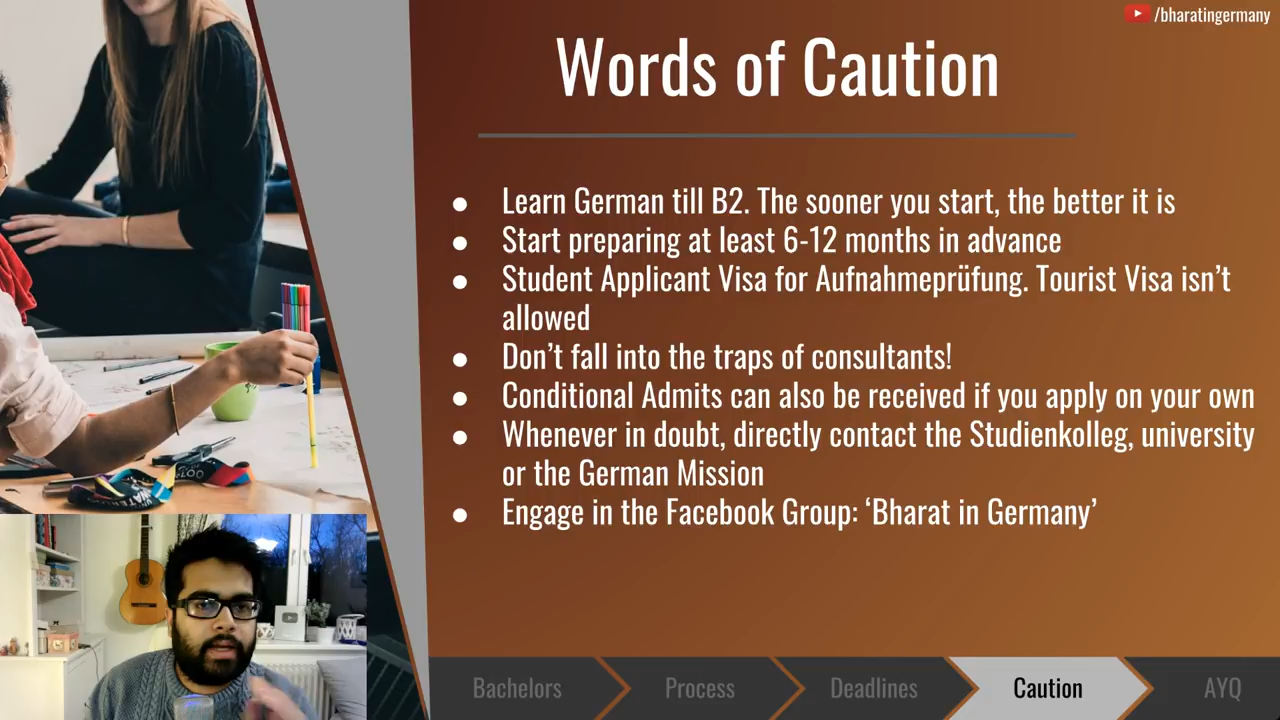 /bharatingermany
Words of Caution
● Learn German till B2. The sooner you start, the better it is
● Start preparing at least 6-12 months in advance
● Student Applicant Visa for Aufnahmeprüfung. Tourist Visa isn’t
allowed
● Don’t fall into the traps of consultants!
● Conditional Admits can also be received if you apply on your own
● Whenever in doubt, directly contact the Studienkolleg, university
or the German Mission
● Engage in the Facebook Group: ‘Bharat in Germany’
Bachelors
Process
Deadlines
Caution
AYQ